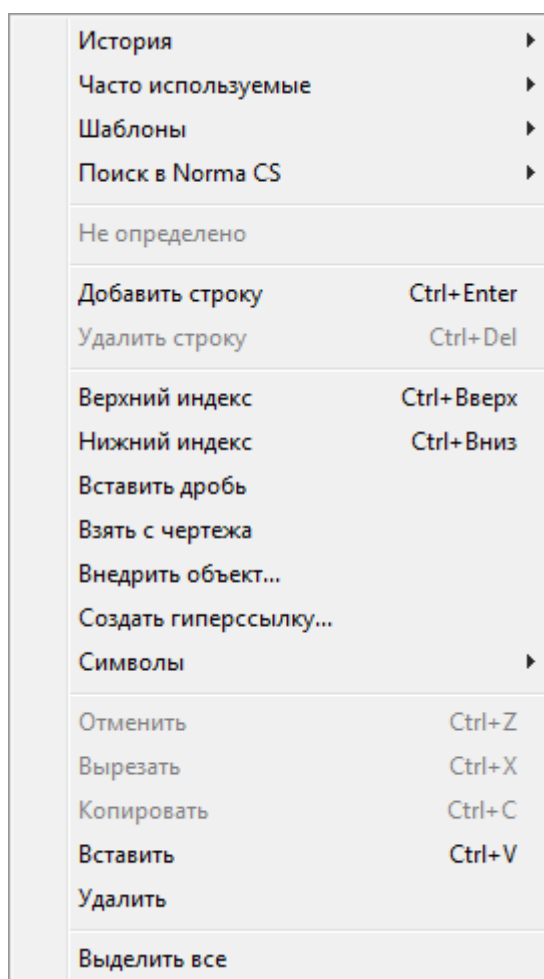 История
Часто используемые
Шаблоны
Поиск в Norma CS
Не определено
Добавить строку Ctrl+Enter
Удалить строку Ctrl+Del
Верхний индекс Ctrl+Вверх
Нижний индекс Ctrl+Вниз
Вставить дробь
Взять с чертежа
Внедрить объект...
Создать гиперссылку...
Символы
Отменить Ctrl+Z
Вырезать Ctrl+X
Копировать Ctrl+C
Вставить Ctrl+V
Удалить
Выделить все